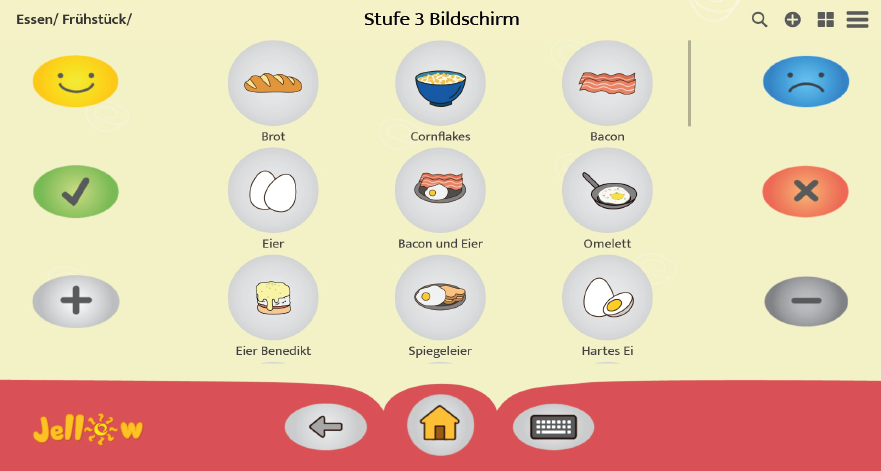 Essen/ Frühstück/
Stufe 3 Bildschirm
Brot
Cornflakes
Bacon
Eier
Bacon und Eier
Omelett
Eier Benedikt
Spiegeleier
Hartes Ei
Jellow